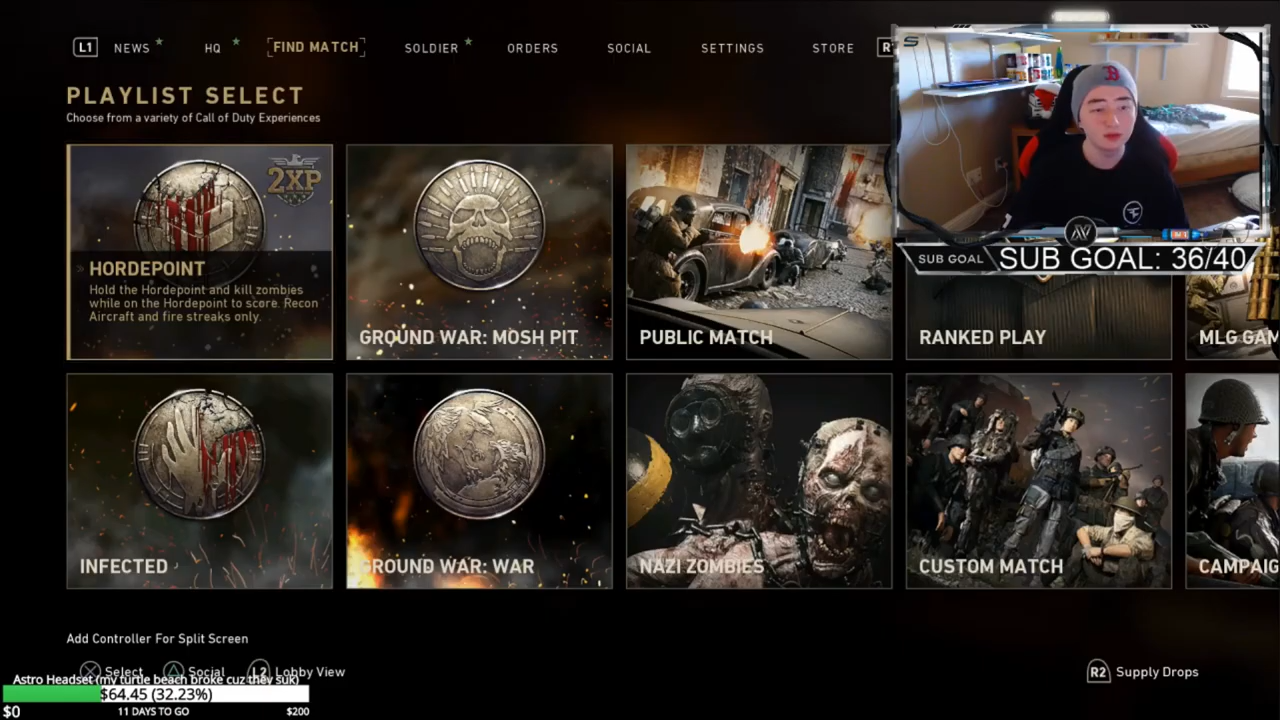 L1 NEWS HQ FIND MATCH SOLDIER ORDERS SOCIAL SETTINGS STORE
PLAYLIST SELECT
Choose from a variety of Call of Duty Experiences
2XP
HORDEPOINT
Hold the Hordepoint and kill zombies
while on the Hordepoint to score. Recon
Aircraft and fire streaks only.
GROUND WAR: MOSH PIT
PUBLIC MATCH
SUB GOAL SUB GOAL: 36/40
RANKED PLAY
MLG GAM
INFECTED
GROUND WAR: WAR
NAZI ZOMBIES
CUSTOM MATCH
CAMPAIG
Add Controller For Split Screen
Select Social L2 Lobby View
R2 Supply Drops
Astro Headset (my turtle beach broke cuz they suk)
$64.45 (32.23%)
$0 11 DAYS TO GO $200